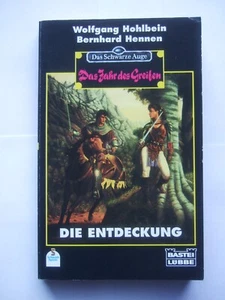 Wolfgang Hohlbein
Bernhard Hennen
Das Schwarze Auge
Das Jahr des Greifen
DIE ENTDECKUNG
BASTEI
LÜBBE